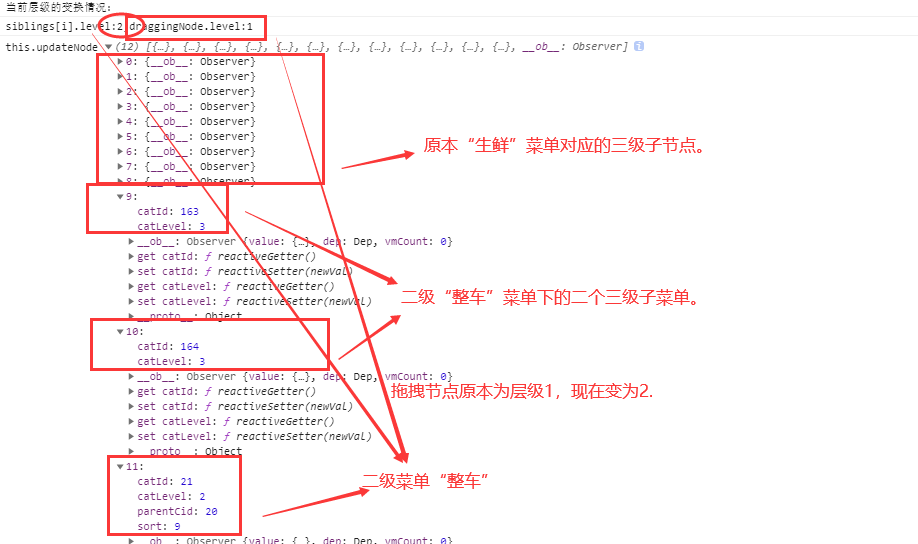 当前层级的变换情况:
siblings[i].level:2,draggingNode.level:1
this.updateNode ▼(12) [{…}, {…}, {…}, {…}, {…}, {…}, {…}, {…}, {…}, {…}, {…}, {…}, __ob__: Observer] i
▶0: {__ob__: Observer}
▶1: {__ob__: Observer}
▶2: {__ob__: Observer}
▶3: {__ob__: Observer}
▶4: {__ob__: Observer}
▶5: {__ob__: Observer}
原本“生鲜”菜单对应的三级子节点。
▶6: {__ob__: Observer}
▶7: {__ob__: Observer}
▶8: {__ob__: Observer}
▼9:
catId: 163
catLevel: 3
▶__ob__: Observer {value: {…}, dep: Dep, vmCount: 0}
▶get catId: ƒ reactiveGetter()
▶set catId: ƒ reactiveSetter(newVal)
▶get catLevel: ƒ reactiveGetter()
▶set catLevel: ƒ reactiveSetter(newVal)
二级“整车”菜单下的二个三级子菜单。
▶__proto__: Object
▼10:
catId: 164
catLevel: 3
▶__ob__: Observer {value: {…}, dep: Dep, vmCount: 0}
▶get catId: ƒ reactiveGetter()
拖拽节点原本为层级1，现在变为2.
▶set catId: ƒ reactiveSetter(newVal)
▶get catLevel: ƒ reactiveGetter()
▶set catLevel: ƒ reactiveSetter(newVal)
▶__proto__: Object
▼11:
catId: 21
二级菜单“整车”
catLevel: 2
parentCid: 20
sort: 9
▶__ob__: Observer {value: {…}, dep: Dep, vmCount: 0}